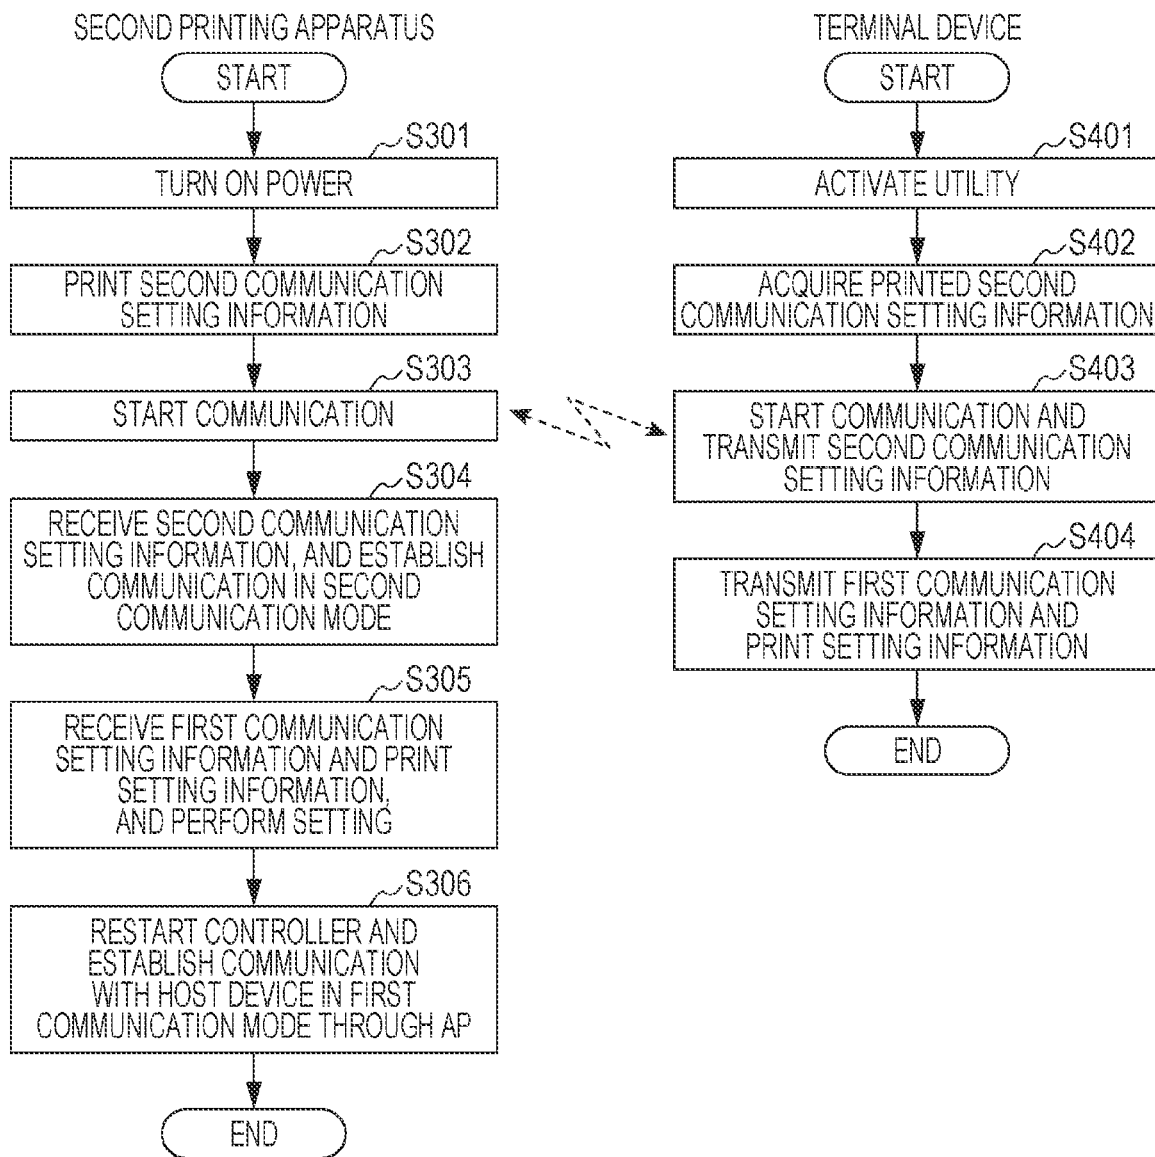 SECOND PRINTING APPARATUS
START
S301
TURN ON POWER
S302
PRINT SECOND COMMUNICATION
SETTING INFORMATION
S303
START COMMUNICATION
S304
RECEIVE SECOND COMMUNICATION
SETTING INFORMATION, AND ESTABLISH
COMMUNICATION IN SECOND
COMMUNICATION MODE
S305
RECEIVE FIRST COMMUNICATION
SETTING INFORMATION AND PRINT
SETTING INFORMATION,
AND PERFORM SETTING
S306
RESTART CONTROLLER AND
ESTABLISH COMMUNICATION
WITH HOST DEVICE IN FIRST
COMMUNICATION MODE THROUGH AP
END
TERMINAL DEVICE
START
S401
ACTIVATE UTILITY
S402
ACQUIRE PRINTED SECOND
COMMUNICATION SETTING INFORMATION
S403
START COMMUNICATION AND
TRANSMIT SECOND COMMUNICATION
SETTING INFORMATION
S404
TRANSMIT FIRST COMMUNICATION
SETTING INFORMATION AND
PRINT SETTING INFORMATION
END